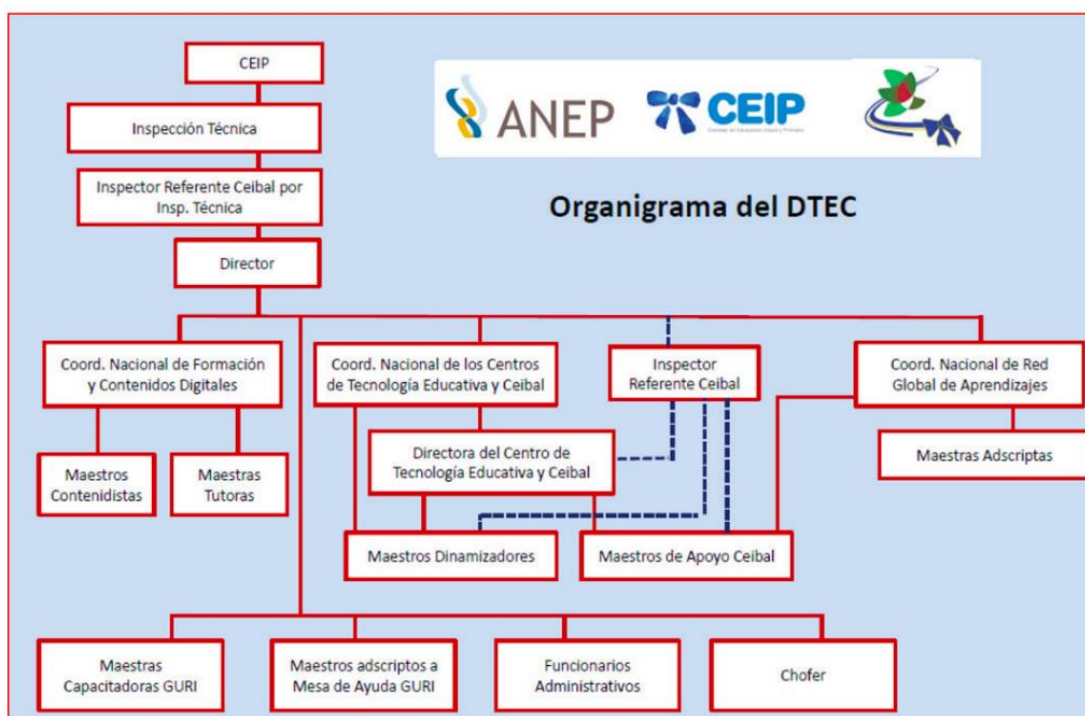 CEIP
Inspección Técnica
Inspector Referente Ceibal por
Insp. Técnica
Director
ANEP
CEIP
Organigrama del DTEC
Coord. Nacional de Formación
y Contenidos Digitales
Coord. Nacional de los Centros
de Tecnología Educativa y Ceibal
Inspector
Referente Ceibal
Coord. Nacional de Red
Global de Aprendizajes
Maestros
Contenidistas
Maestras
Tutoras
Directora del Centro de
Tecnología Educativa y Ceibal
Maestras Adscriptas
Maestros Dinamizadores
Maestros de Apoyo Ceibal
Maestras
Capacitadoras GURI
Maestros adscriptos a
Mesa de Ayuda GURI
Funcionarios
Administrativos
Chofer